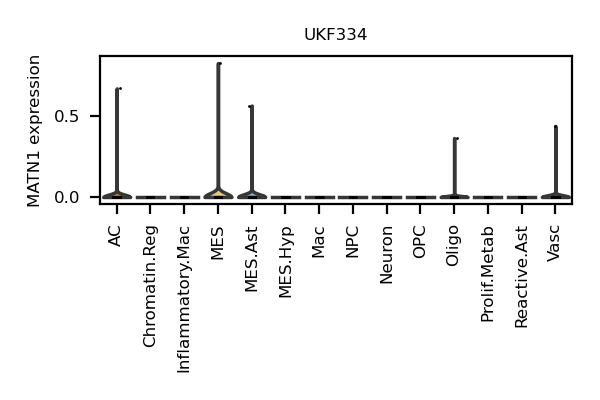 UKF334
MATN1 expression
0.5
0.0
AC
Chromatin.Reg
Inflammatory.Mac
MES
MES.Ast
MES.Hyp
Mac
NPC
Neuron
OPC
Oligo
Prolif.Metab
Reactive.Ast
Vasc